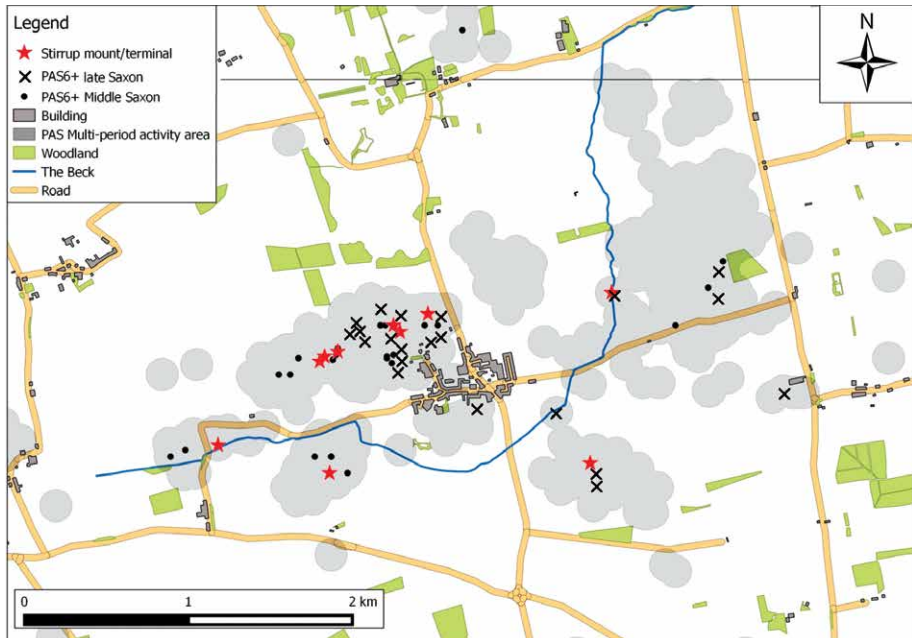 Legend
Stirrup mount/terminal
PAS6+ late Saxon
PAS6+ Middle Saxon
Building
PAS Multi-period activity area
Woodland
The Beck
Road
N
0 1 2 km